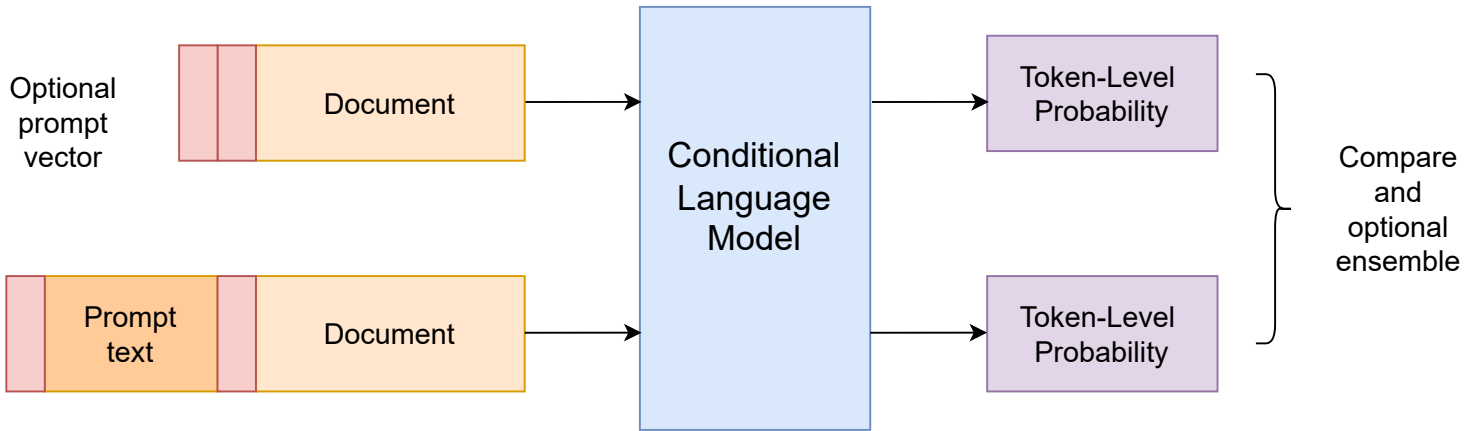 Optional
prompt
vector
Document
Prompt
text
Document
Conditional
Language
Model
Token-Level
Probability
Token-Level
Probability
Compare
and
optional
ensemble